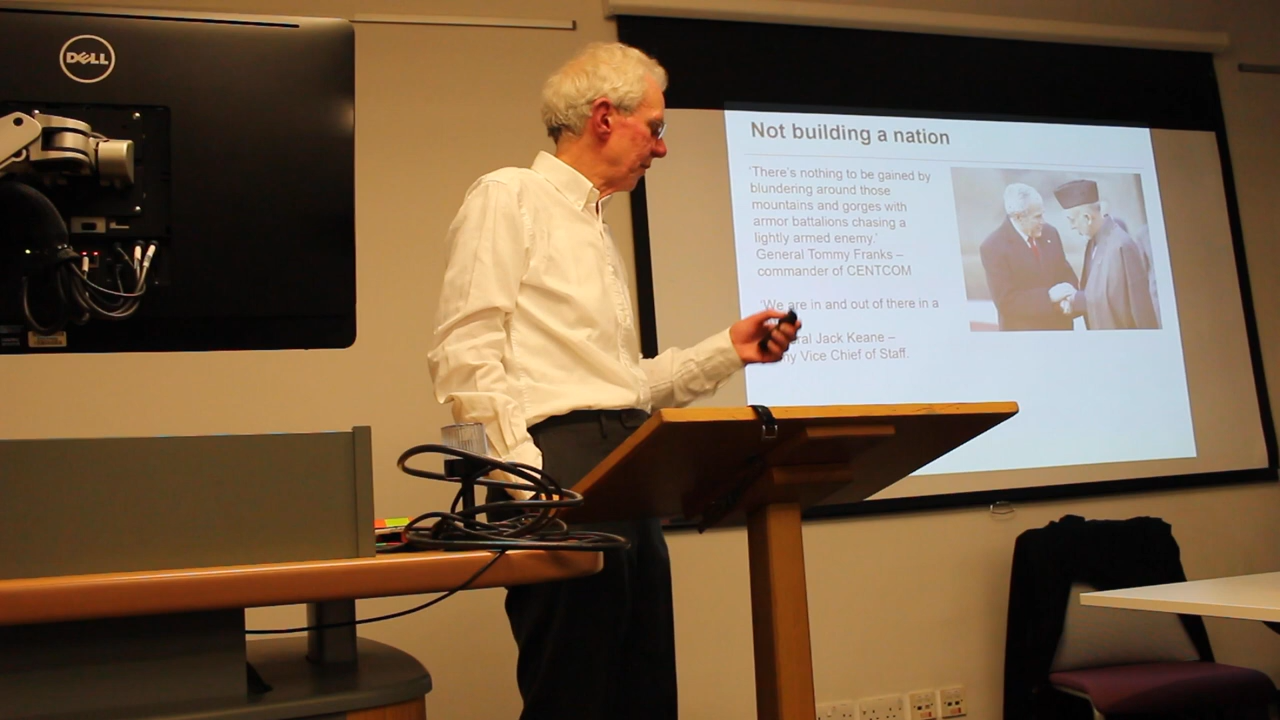 DELL
Not building a nation
'There's nothing to be gained by
blundering around those
mountains and gorges with
armor battalions chasing a
lightly armed enemy.'
General Tommy Franks –
commander of CENTCOM
'We are in and out of there in a
Jack Keane –
Vice Chief of Staff.